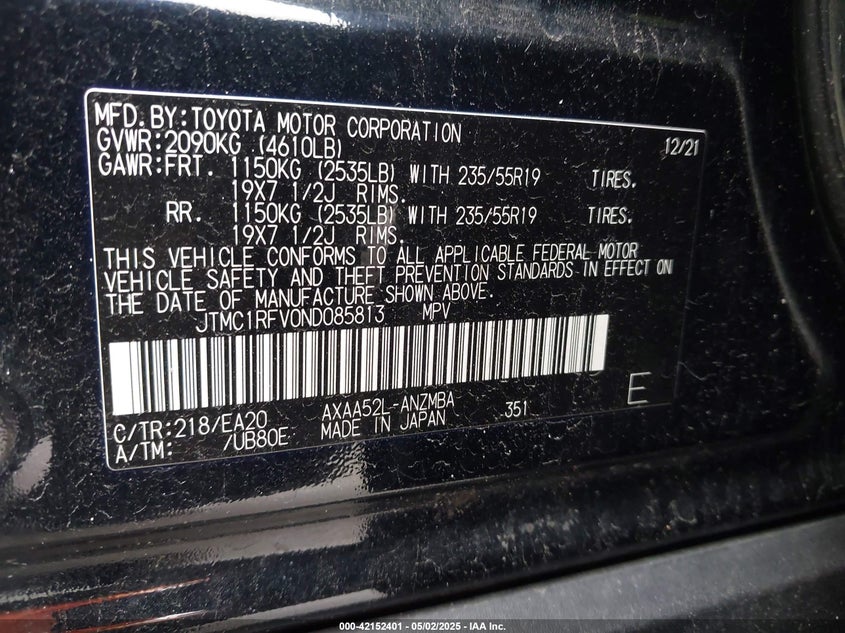 MFD.BY:TOYOTA MOTOR CORPORATION 12/21
GVWR:2090KG (4610LB)
GAWR:FRT. 1150KG (2535LB) WITH 235/55R19 TIRES.
19X7 1/2J RIMS.
RR. 1150KG (2535LB) WITH 235/55R19 TIRES.
19X7 1/2J RIMS.
THIS VEHICLE CONFORMS TO ALL APPLICABLE FEDERAL MOTOR
VEHICLE SAFETY AND THEFT PREVENTION STANDARDS IN EFFECT ON
THE DATE OF MANUFACTURE SHOWN ABOVE.
JTMC1RFV0ND085813 MPV
E
C/TR:218/EA20 AXAA52L-ANZMBA 351
A/TM: /UB80E MADE IN JAPAN
000-42152401 - 05/02/2025 - IAA Inc.